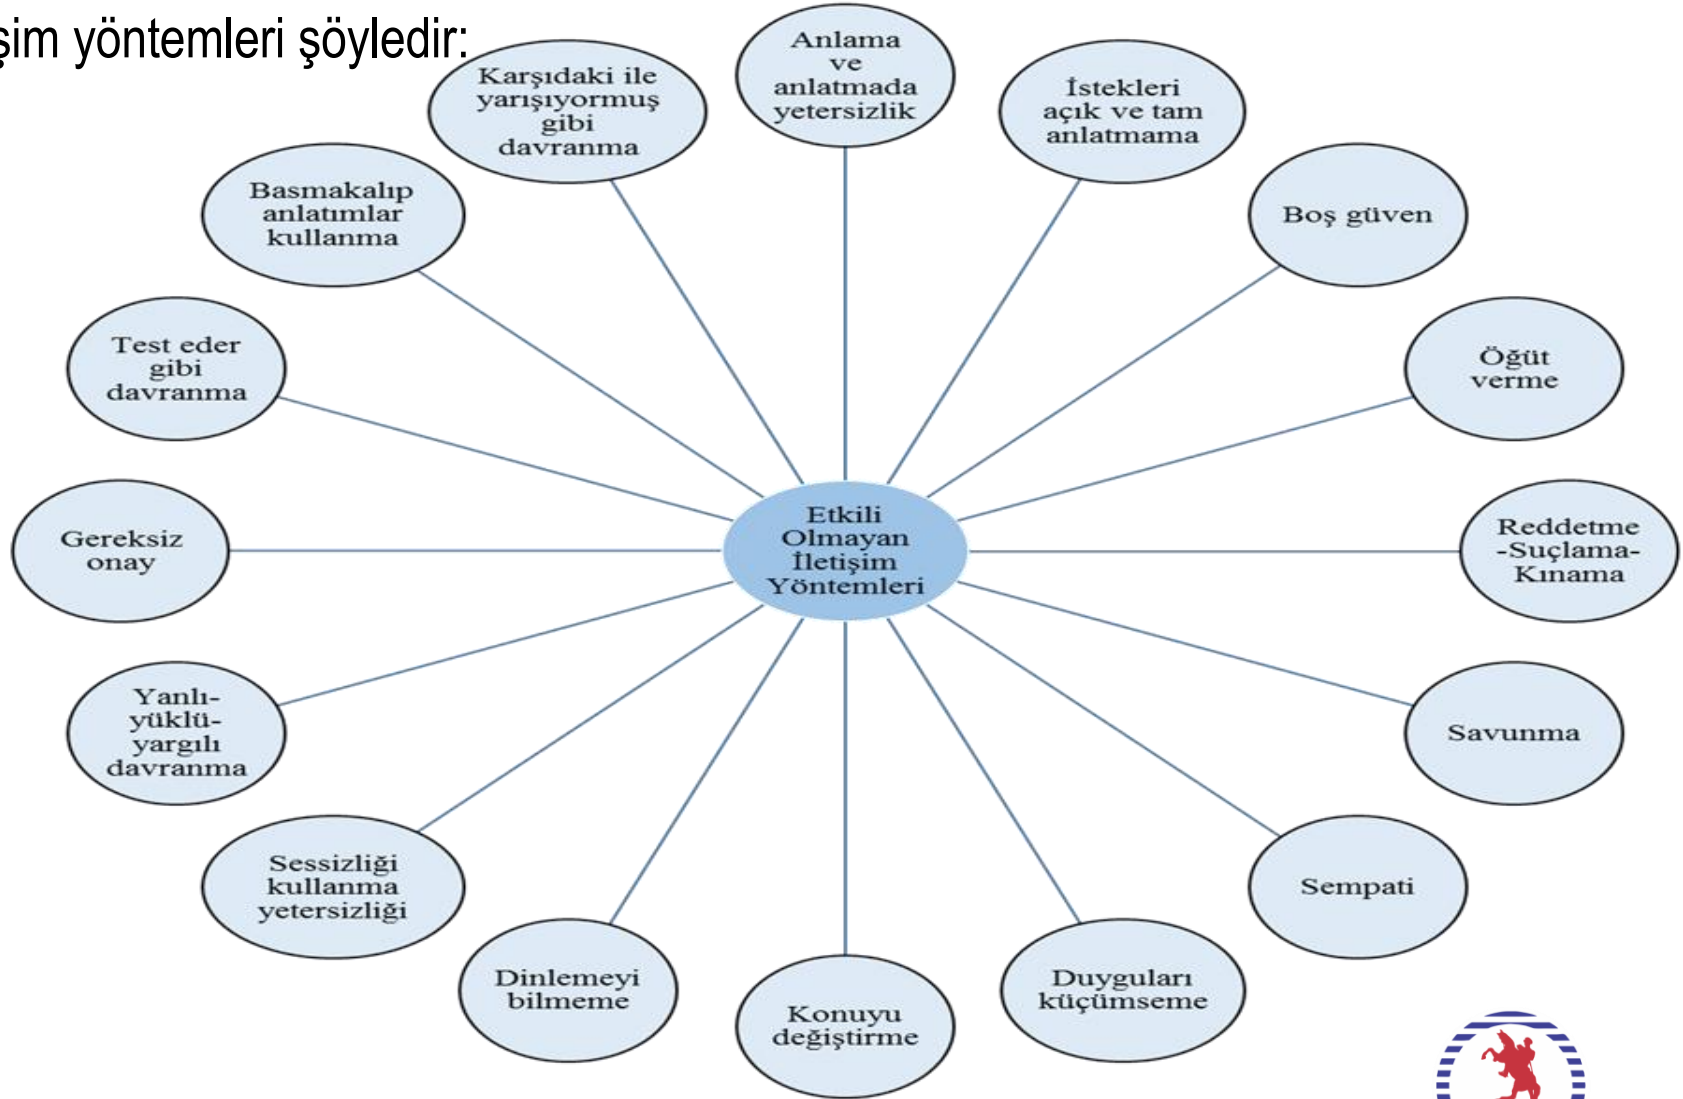 şim yöntemleri şöyledir:
Anlama
ve
anlatmada
yetersizlik
İstekleri
açık ve tam
anlatmama
Boş güven
Öğüt
verme
Reddetme
-Suçlama-
Kınama
Savunma
Sempati
Duyguları
küçümseme
Konuyu
değiştirme
Dinlemeyi
bilmeme
Sessizliği
kullanma
yetersizliği
Yanlı-
yüklü-
yargılı
davranma
Gereksiz
onay
Test eder
gibi
davranma
Basmakalıp
anlatımlar
kullanma
Karşıdaki ile
yarışıyormuş
gibi
davranma
Etkili
Olmayan
İletişim
Yöntemleri